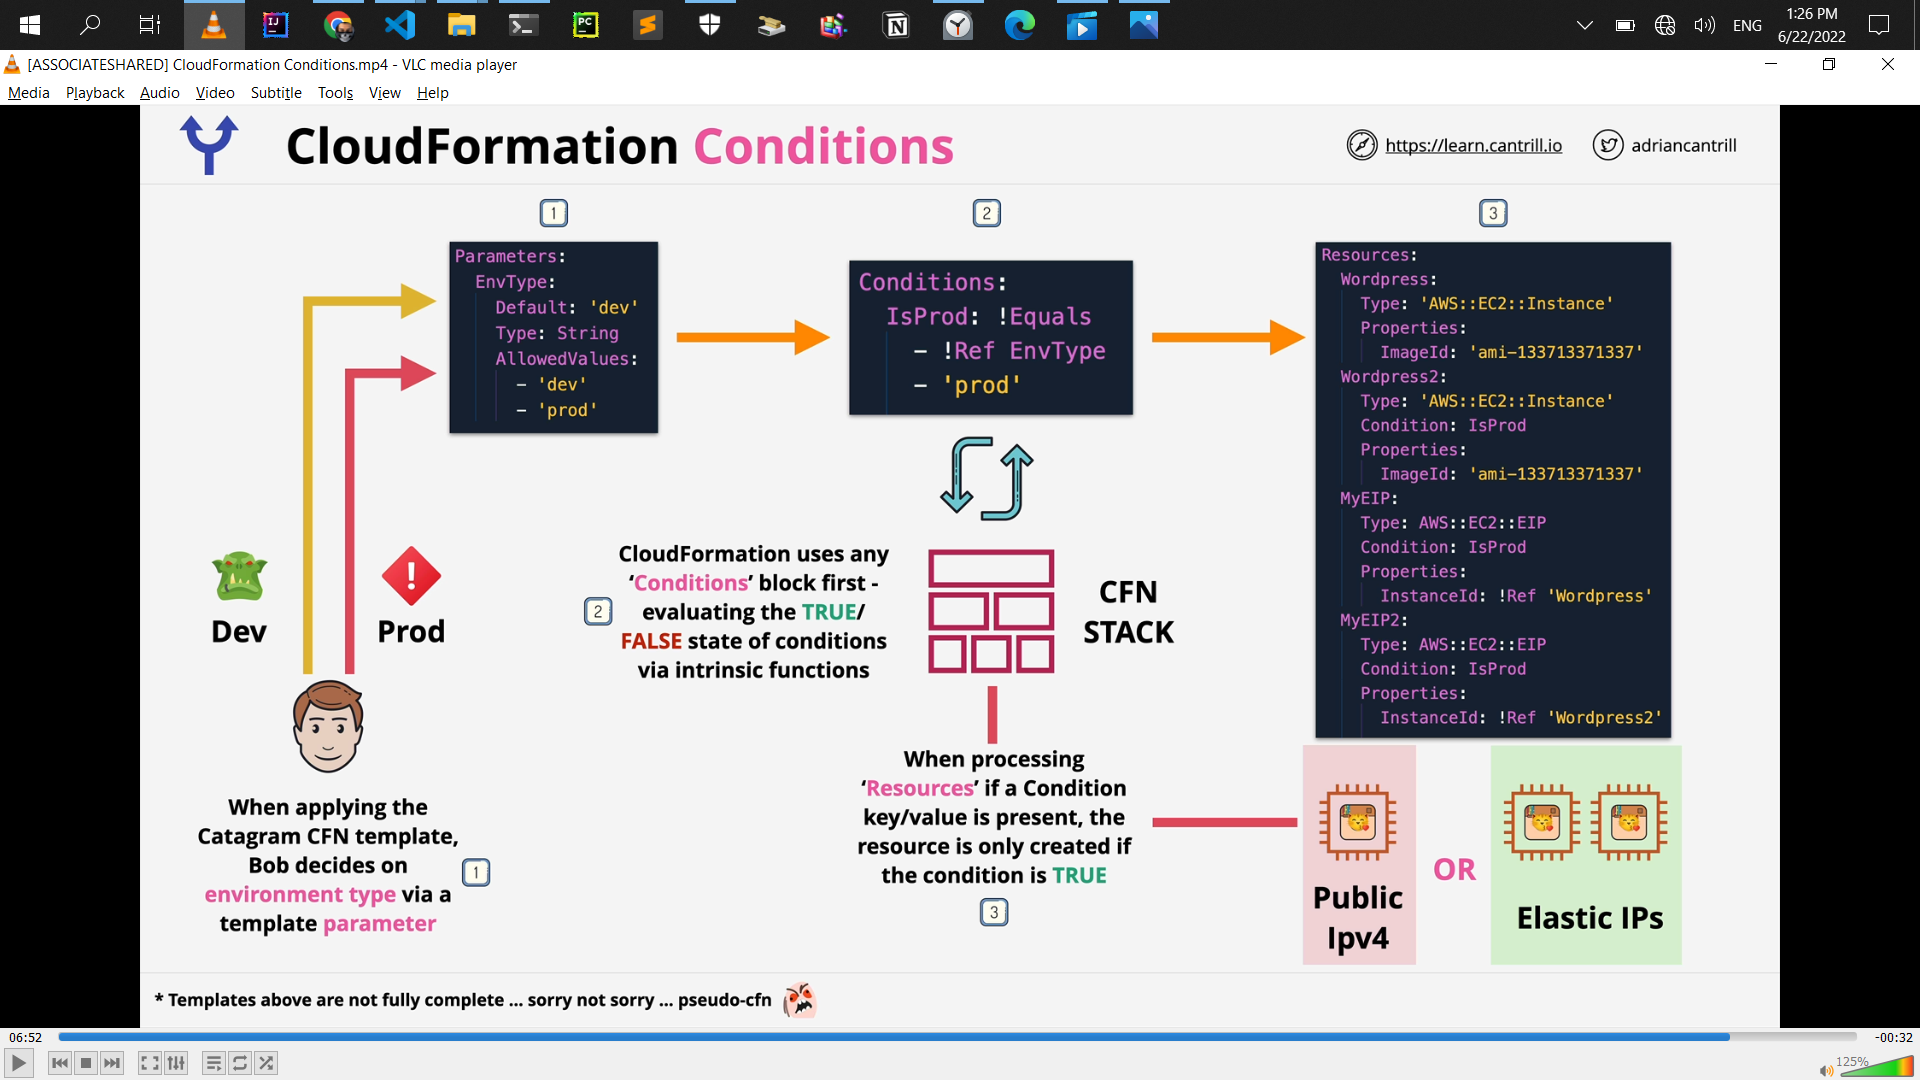 ENG
1:26 PM
6/22/2022
[ASSOCIATESHARED] CloudFormation Conditions.mp4 - VLC media player
Media Playback Audio Video Subtitle Tools View Help
CloudFormation Conditions
https://learn.cantrill.io
adriancantrill
1
2
3
Parameters:
EnvType:
Default: 'dev'
Type: String
AllowedValues:
- 'dev'
- 'prod'
Conditions:
IsProd: !Equals
- !Ref EnvType
- 'prod'
Resources:
Wordpress:
Type: 'AWS::EC2::Instance'
Properties:
ImageId: 'ami-133713371337'
Wordpress2:
Type: 'AWS::EC2::Instance'
Condition: IsProd
Properties:
ImageId: 'ami-133713371337'
MyEIP:
Type: AWS::EC2::EIP
Condition: IsProd
Properties:
InstanceId: !Ref 'Wordpress'
MyEIP2:
Type: AWS::EC2::EIP
Condition: IsProd
Properties:
InstanceId: !Ref 'Wordpress2'
Dev
Prod
When applying the
Catagram CFN template,
Bob decides on
environment type via a
template parameter
1
CloudFormation uses any
‘Conditions’ block first -
evaluating the TRUE/
FALSE state of conditions
via intrinsic functions
2
CFN
STACK
When processing
‘Resources’ if a Condition
key/value is present, the
resource is only created if
the condition is TRUE
3
Public
Ipv4
OR
Elastic IPs
* Templates above are not fully complete ... sorry not sorry ... pseudo-cfn
06:52
-00:32
125%